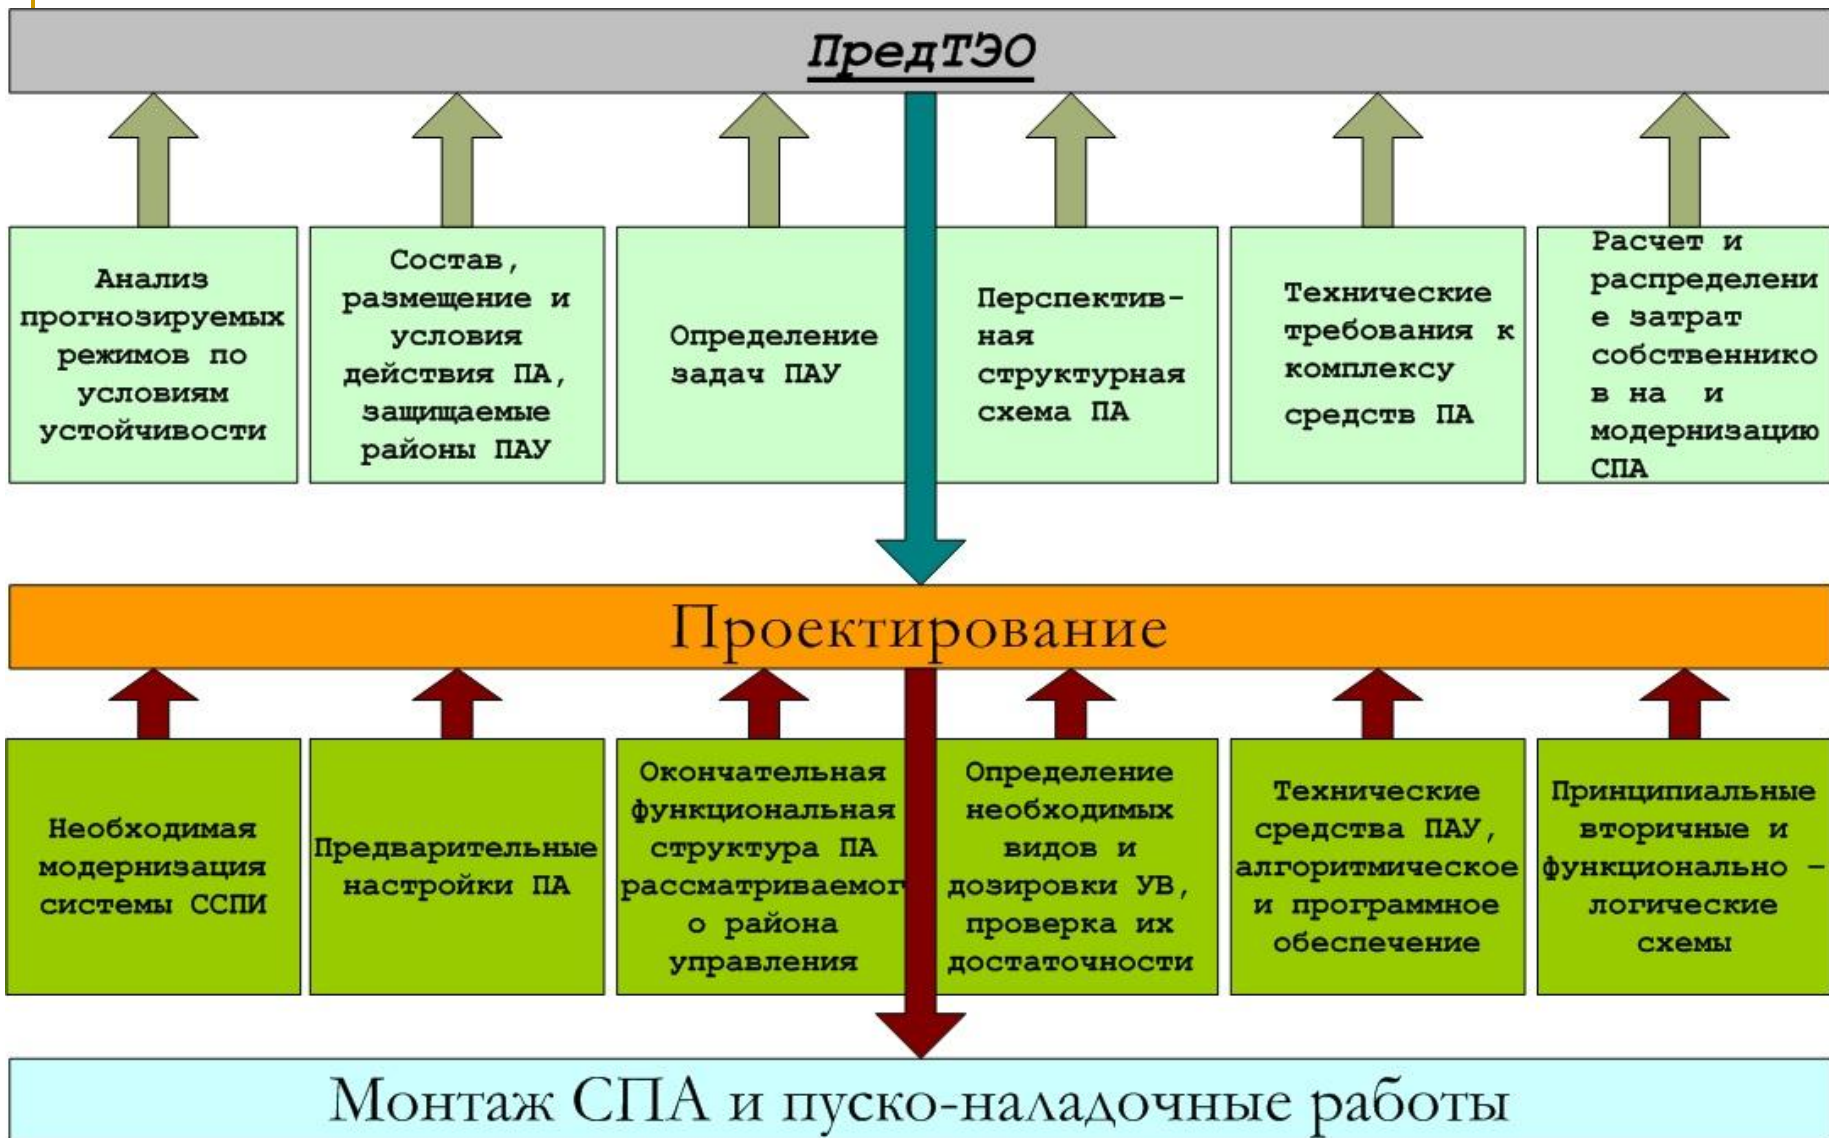 ПредТЭО
Анализ
прогнозируемых
режимов по
условиям
устойчивости
Состав,
размещение и
условия
действия ПА,
защищаемые
районы ПАУ
Определение
задач ПАУ
Перспектив-
ная
структурная
схема ПА
Технические
требования к
комплексу
средств ПА
Расчет и
распределени
е затрат
собственнико
в на и
модернизацию
СПА
Проектирование
Необходимая
модернизация
системы ССПИ
Предварительные
настройки ПА
Окончательная
функциональная
структура ПА
рассматриваемог
о района
управления
Определение
необходимых
видов и
дозировки УВ,
проверка их
достаточности
Технические
средства ПАУ,
алгоритмическое
и программное
обеспечение
Принципиальные
вторичные и
функционально –
логические
схемы
Монтаж СПА и пуско-наладочные работы